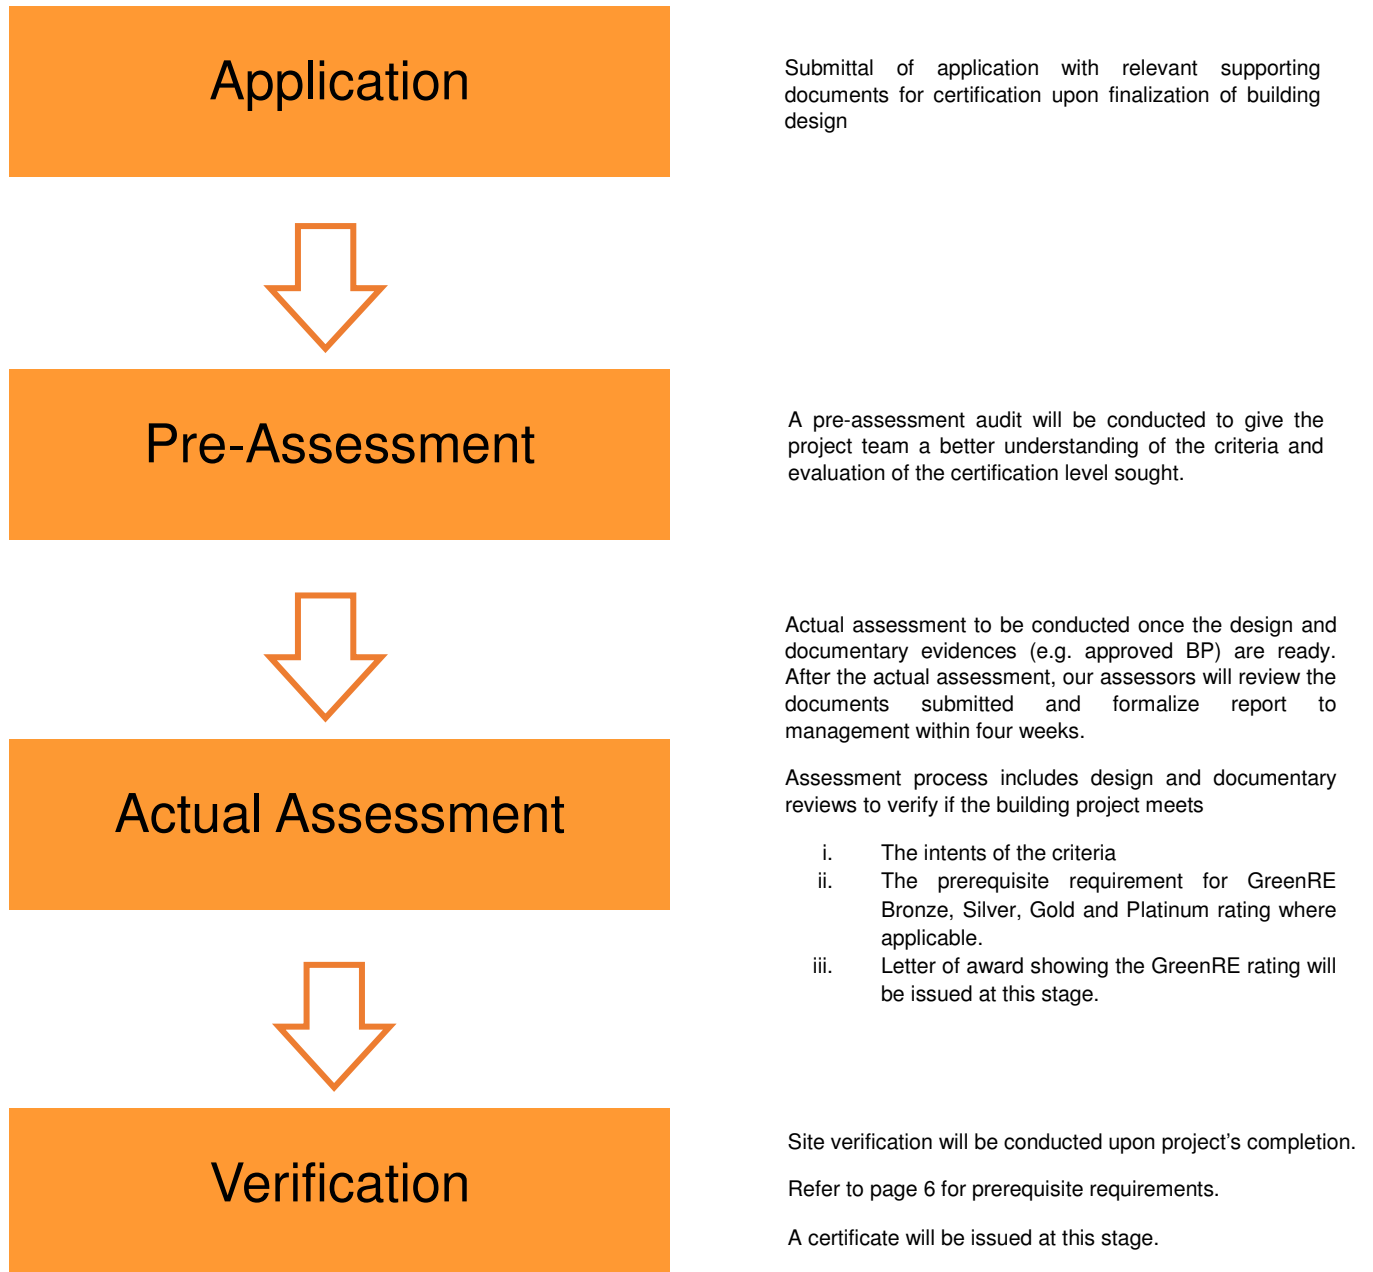 Application
Submittal of application with relevant supporting
documents for certification upon finalization of building
design
Pre-Assessment
A pre-assessment audit will be conducted to give the
project team a better understanding of the criteria and
evaluation of the certification level sought.
Actual Assessment
Actual assessment to be conducted once the design and
documentary evidences (e.g. approved BP) are ready.
After the actual assessment, our assessors will review the
documents submitted and formalize report to
management within four weeks.
Assessment process includes design and documentary
reviews to verify if the building project meets
i. The intents of the criteria
ii. The prerequisite requirement for GreenRE
Bronze, Silver, Gold and Platinum rating where
applicable.
iii. Letter of award showing the GreenRE rating will
be issued at this stage.
Verification
Site verification will be conducted upon project's completion.
Refer to page 6 for prerequisite requirements.
A certificate will be issued at this stage.